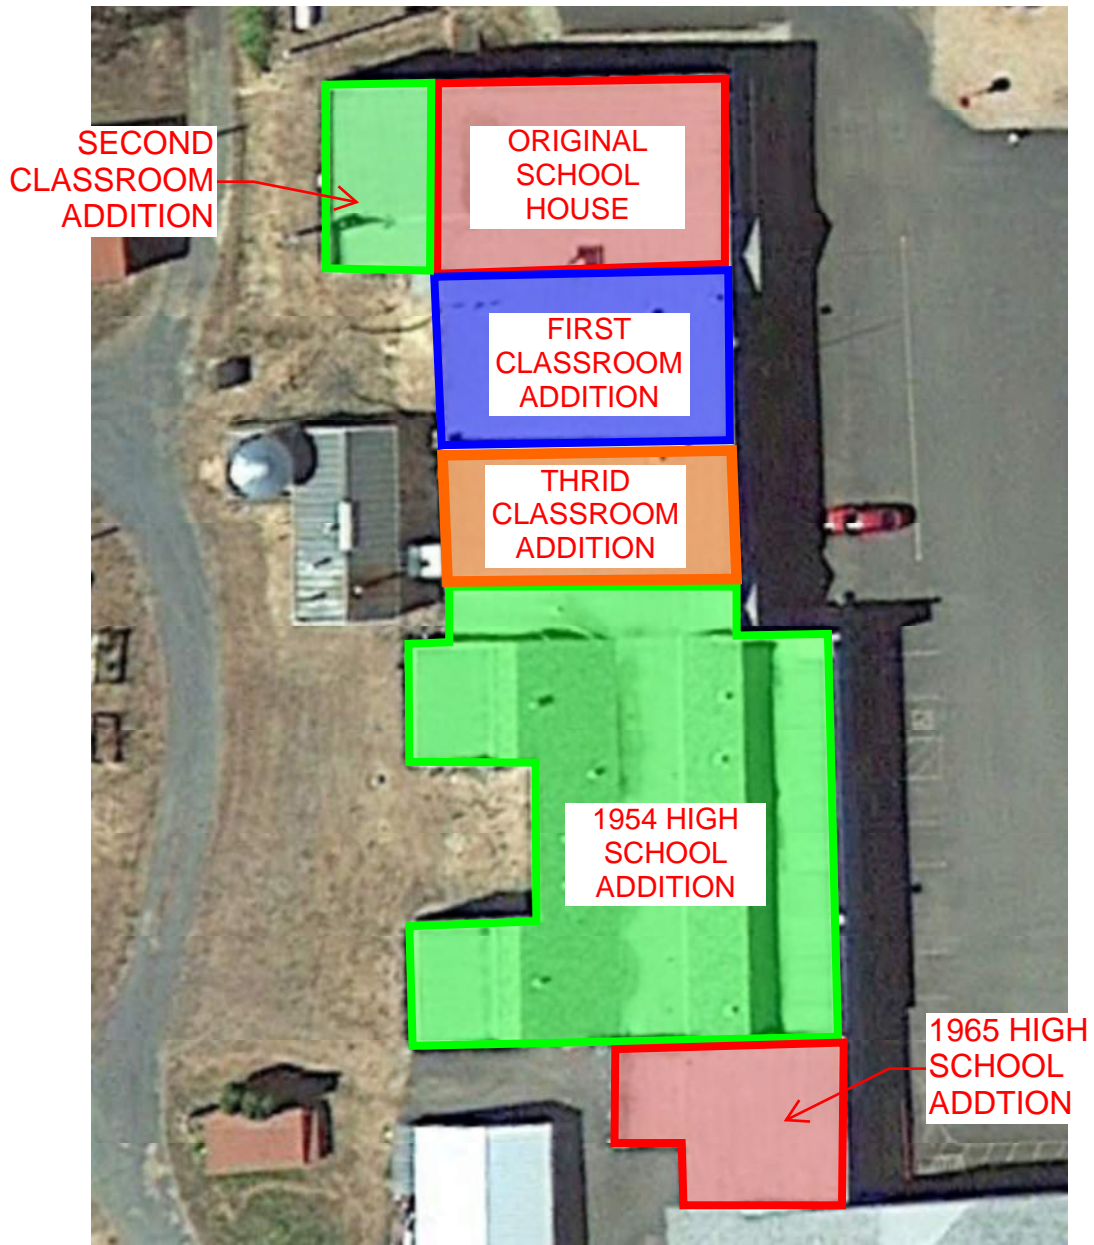 SECOND
CLASSROOM
ADDITION
ORIGINAL
SCHOOL
HOUSE
FIRST
CLASSROOM
ADDITION
THRID
CLASSROOM
ADDITION
1954 HIGH
SCHOOL
ADDITION
1965 HIGH
SCHOOL
ADDTION